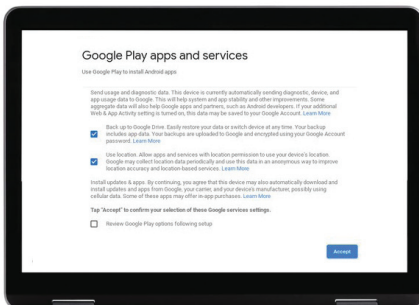 Google Play apps and services
Use Google Play to install Android apps
Send usage and diagnostic data. This device is currently automatically sending diagnostic, device, and
app usage data to Google. This will help system and app stability and other improvements. Some
aggregate data will also help Google apps and partners, such as Android developers. If your additional
Web & App Activity setting is turned on, this data may be saved to your Google Account. Learn More
Back up to Google Drive. Easily restore your data or switch device at any time. Your backup
includes app data. Your backups are uploaded to Google and encrypted using your Google Account
password. Learn More
Use location. Allow apps and services with location permission to use your device's location.
Google may collect location data periodically and use this data in an anonymous way to improve
location accuracy and location-based services. Learn More
Install updates & apps. By continuing, you agree that this device may also automatically download and
install updates and apps from Google, your carrier, and your device's manufacturer, possibly using
cellular data. Some of these apps may offer in-app purchases. Learn More
Tap "Accept" to confirm your selection of these Google services settings.
Review Google Play options following setup
Accept